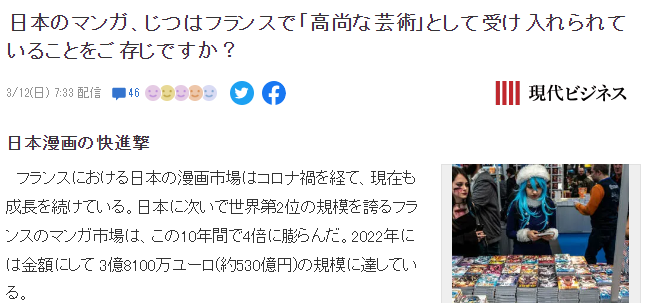 日本のマンガ、じつはフランスで「高尚な芸術」として受け入れられて
いることをご存じですか？
3/12(日) 7:33 配信
46
現代ビジネス
日本漫画の快進撃
フランスにおける日本の漫画市場はコロナ禍を経て、現在も
成長を続けている。日本に次いで世界第2位の規模を誇るフラ
ンスのマンガ市場は、この10年間で4倍に膨らんだ。2022年に
は金額にして3億8100万ユーロ(約530億円)の規模に達してい
る。